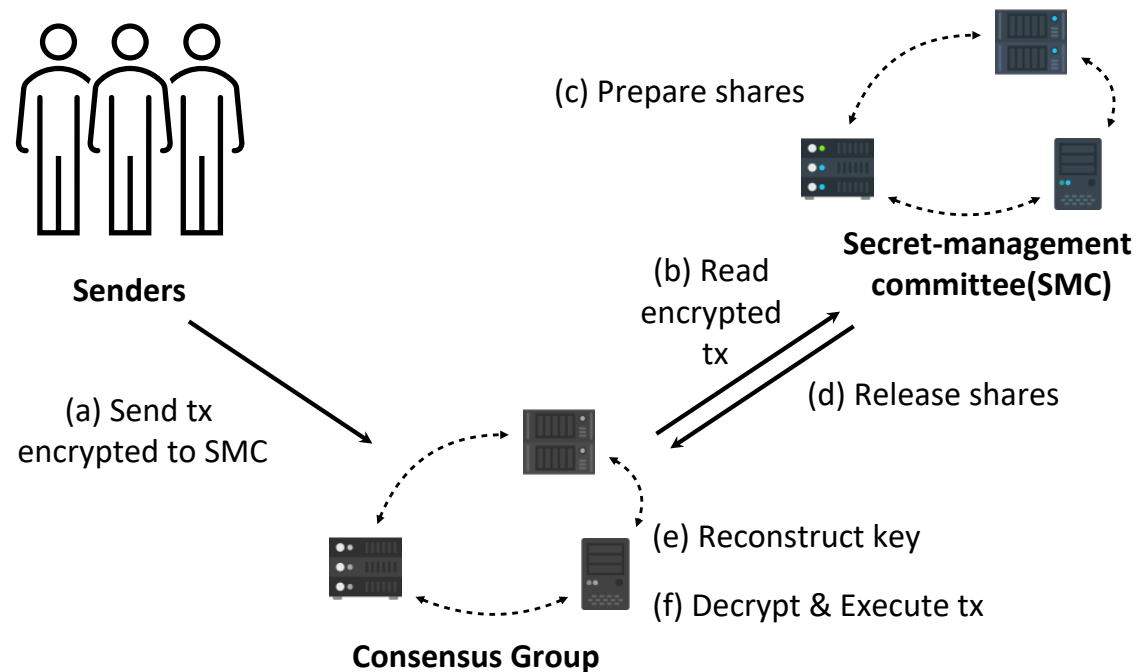 (c) Prepare shares
Secret-management
committee(SMC)
Senders
(b) Read
encrypted
tx
(d) Release shares
(a) Send tx
encrypted to SMC
(e) Reconstruct key
(f) Decrypt & Execute tx
Consensus Group